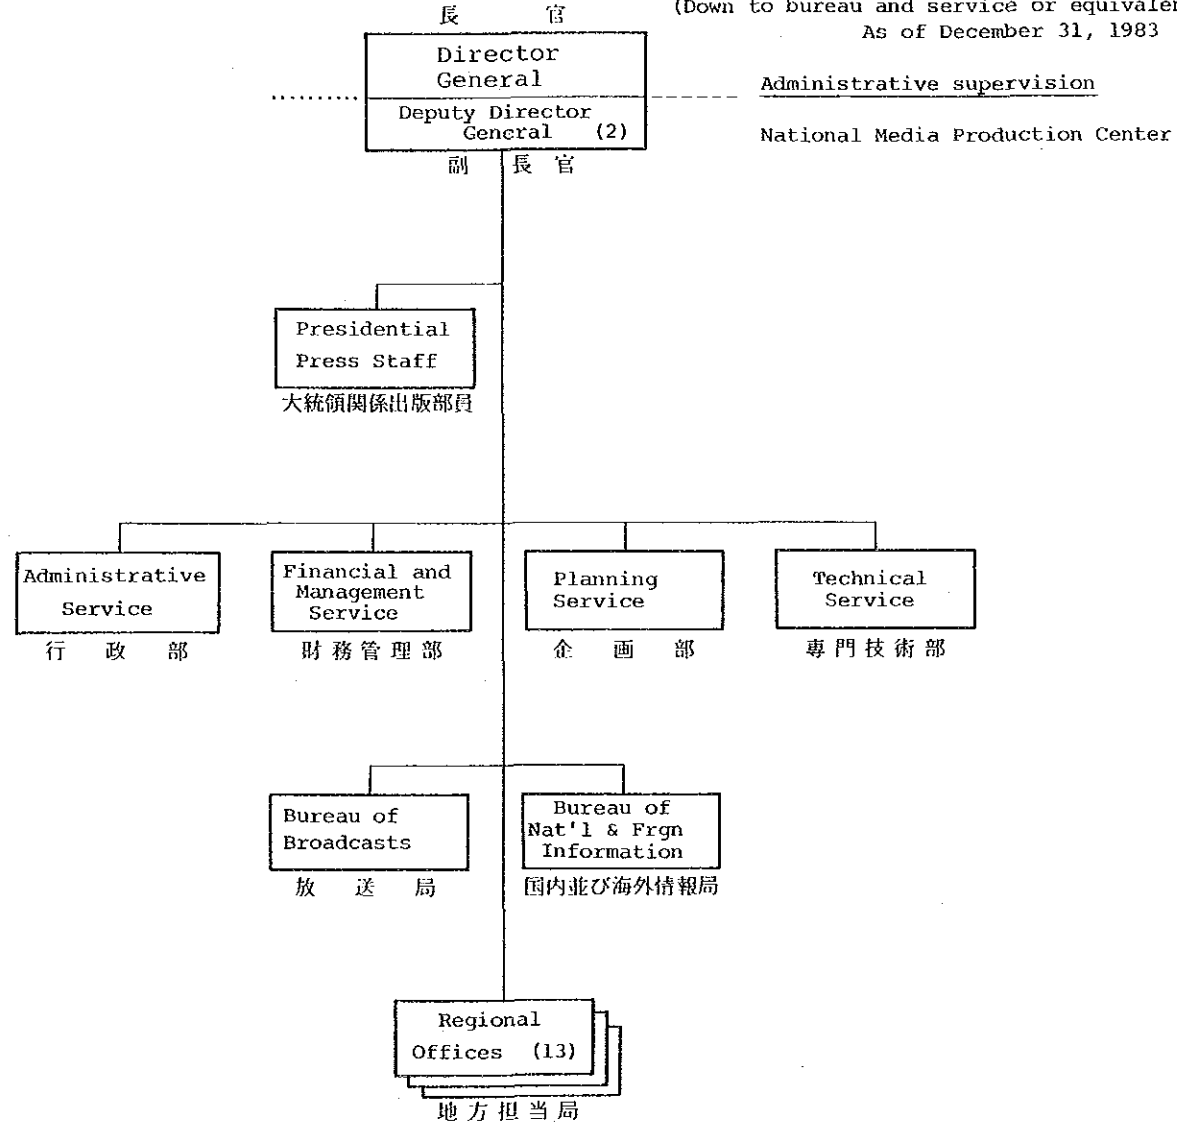 (Down to bureau and service or equivalen
As of December 31, 1983
長 官
Director
General
Deputy Director
General (2)
副 長 官
Administrative supervision
National Media Production Center
Presidential
Press Staff
大統領関係出版部員
Administrative
Service
行 政 部
Financial and
Management
Service
財務管理部
Planning
Service
企 画 部
Technical
Service
専門技術部
Bureau of
Broadcasts
放 送 局
Bureau of
Nat'l & Frgn
Information
国内並び海外情報局
Regional
Offices (13)
地方担当局